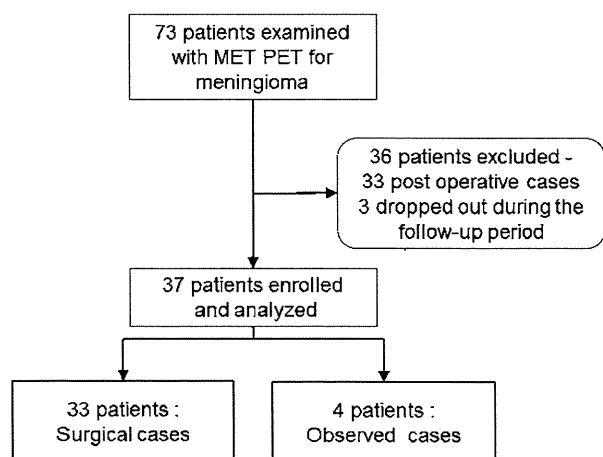 73 patients examined
with MET PET for
meningioma
36 patients excluded -
33 post operative cases
3 dropped out during the
follow-up period
37 patients enrolled
and analyzed
33 patients :
Surgical cases
4 patients :
Observed cases